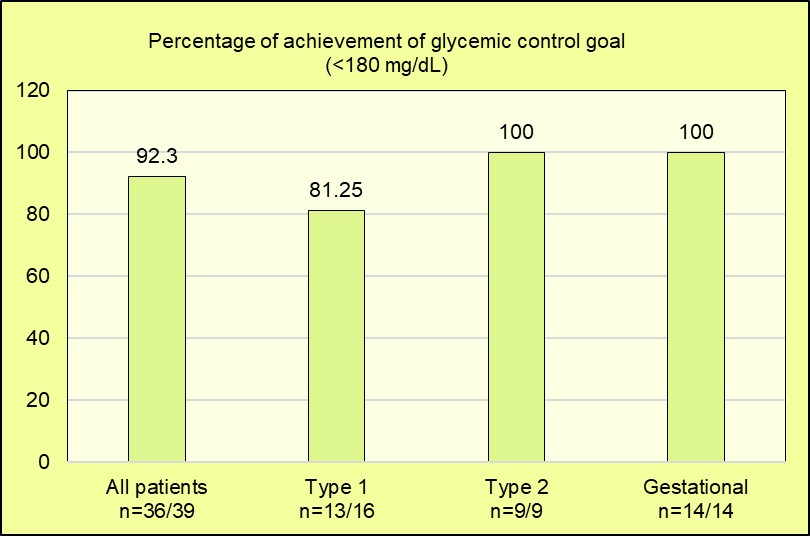 Percentage of achievement of glycemic control goal
(<180 mg/dL)
120
100
80
60
40
20
0
92.3
81.25
100
100
All patients
n=36/39
Type 1
n=13/16
Type 2
n=9/9
Gestational
n=14/14